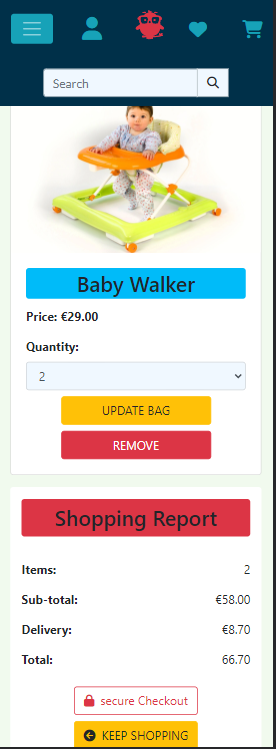 Search
Baby Walker
Price: €29.00
Quantity:
2
UPDATE BAG
REMOVE
Shopping Report
Items: 2
Sub-total: €58.00
Delivery: €8.70
Total: 66.70
secure Checkout
KEEP SHOPPING